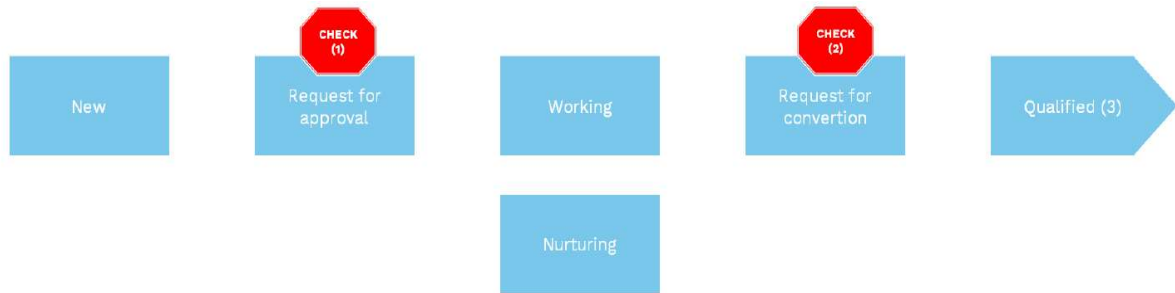 New
CHECK
(1)
Request for
approval
Working
CHECK
(2)
Request for
convertion
Qualified (3)
Nurturing